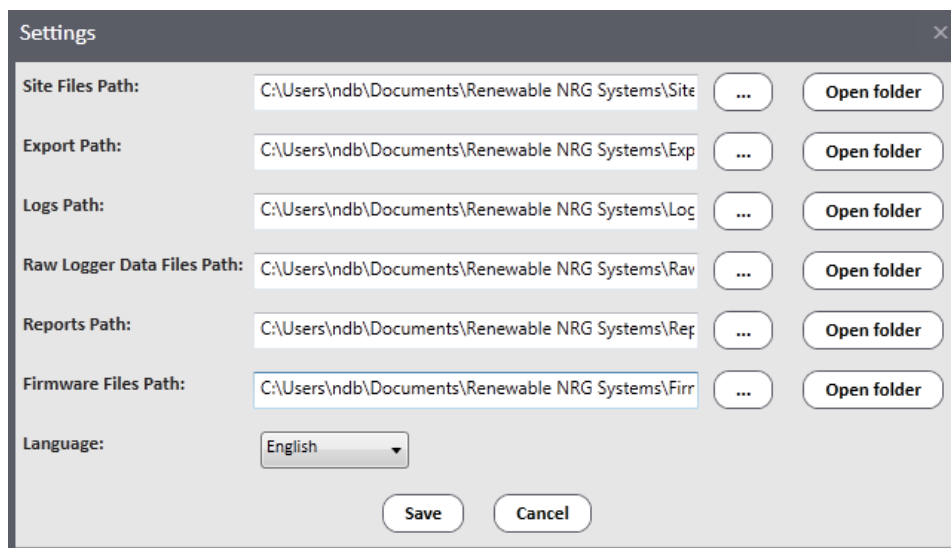 Settings
Site Files Path: C:\Users\ndb\Documents\Renewable NRG Systems\Site ... Open folder
Export Path: C:\Users\ndb\Documents\Renewable NRG Systems\Exp ... Open folder
Logs Path: C:\Users\ndb\Documents\Renewable NRG Systems\Log ... Open folder
Raw Logger Data Files Path: C:\Users\ndb\Documents\Renewable NRG Systems\Raw ... Open folder
Reports Path: C:\Users\ndb\Documents\Renewable NRG Systems\Rep ... Open folder
Firmware Files Path: C:\Users\ndb\Documents\Renewable NRG Systems\Firr ... Open folder
Language: English
Save Cancel